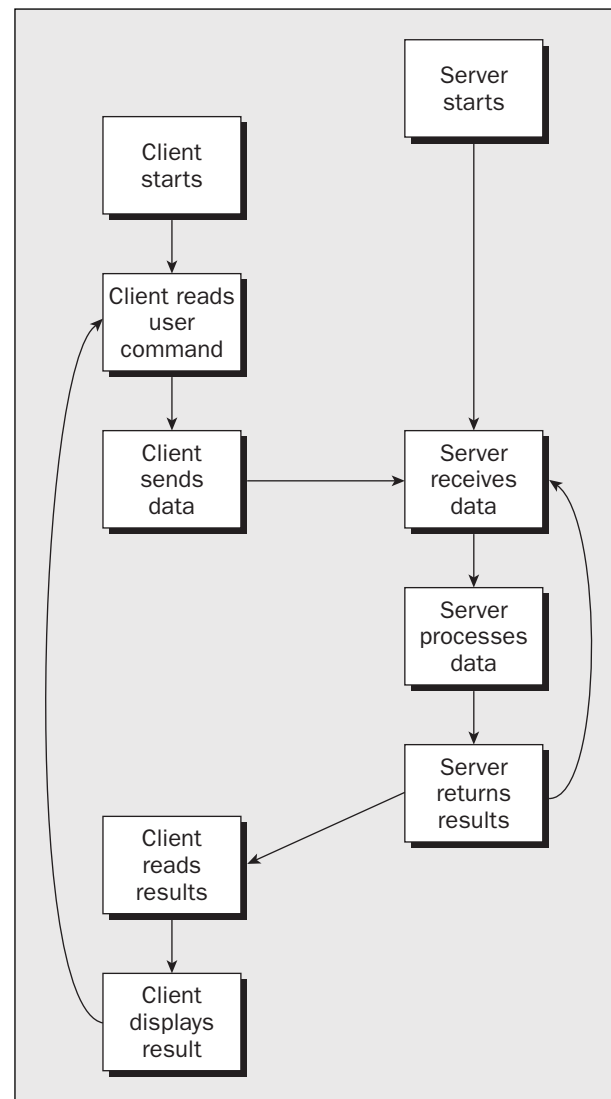 Server
starts
Client
starts
Client reads
user
command
Client
sends
data
Server
receives
data
Server
processes
data
Server
returns
results
Client
reads
results
Client
displays
result